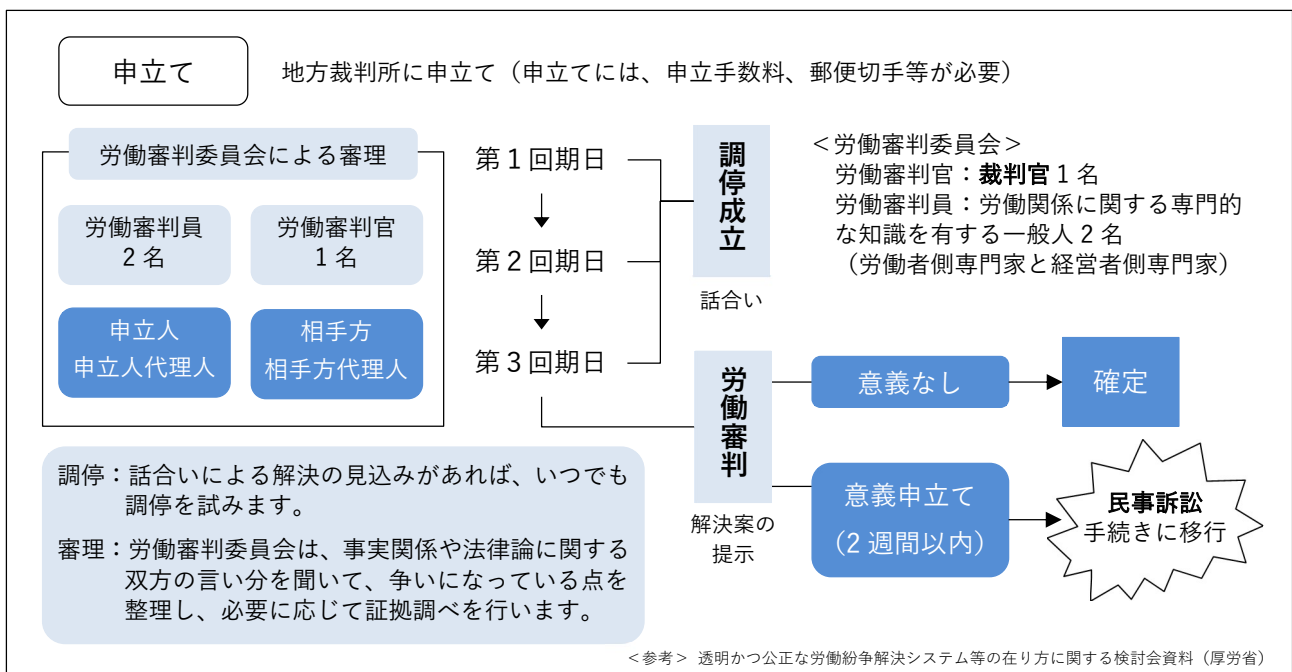 申立て
地方裁判所に申立て（申立てには、申立手数料、郵便切手等が必要）
労働審判委員会による審理
労働審判員
2名
労働審判官
1名
申立人
申立人代理人
相手方
相手方代理人
第1回期日
第2回期日
第3回期日
調停成立
話合い
＜労働審判委員会＞
労働審判官：裁判官1名
労働審判員：労働関係に関する専門的
な知識を有する一般人2名
（労働者側専門家と経営者側専門家）
労働審判
解決案の
提示
意義なし
確定
意義申立て
（2週間以内）
民事訴訟
手続きに移行
調停：話合いによる解決の見込みがあれば、いつでも
調停を試みます。
審理：労働審判委員会は、事実関係や法律論に関する
双方の言い分を聞いて、争いになっている点を
整理し、必要に応じて証拠調べを行います。
＜参考＞ 透明かつ公正な労働紛争解決システム等の在り方に関する検討会資料（厚労省）